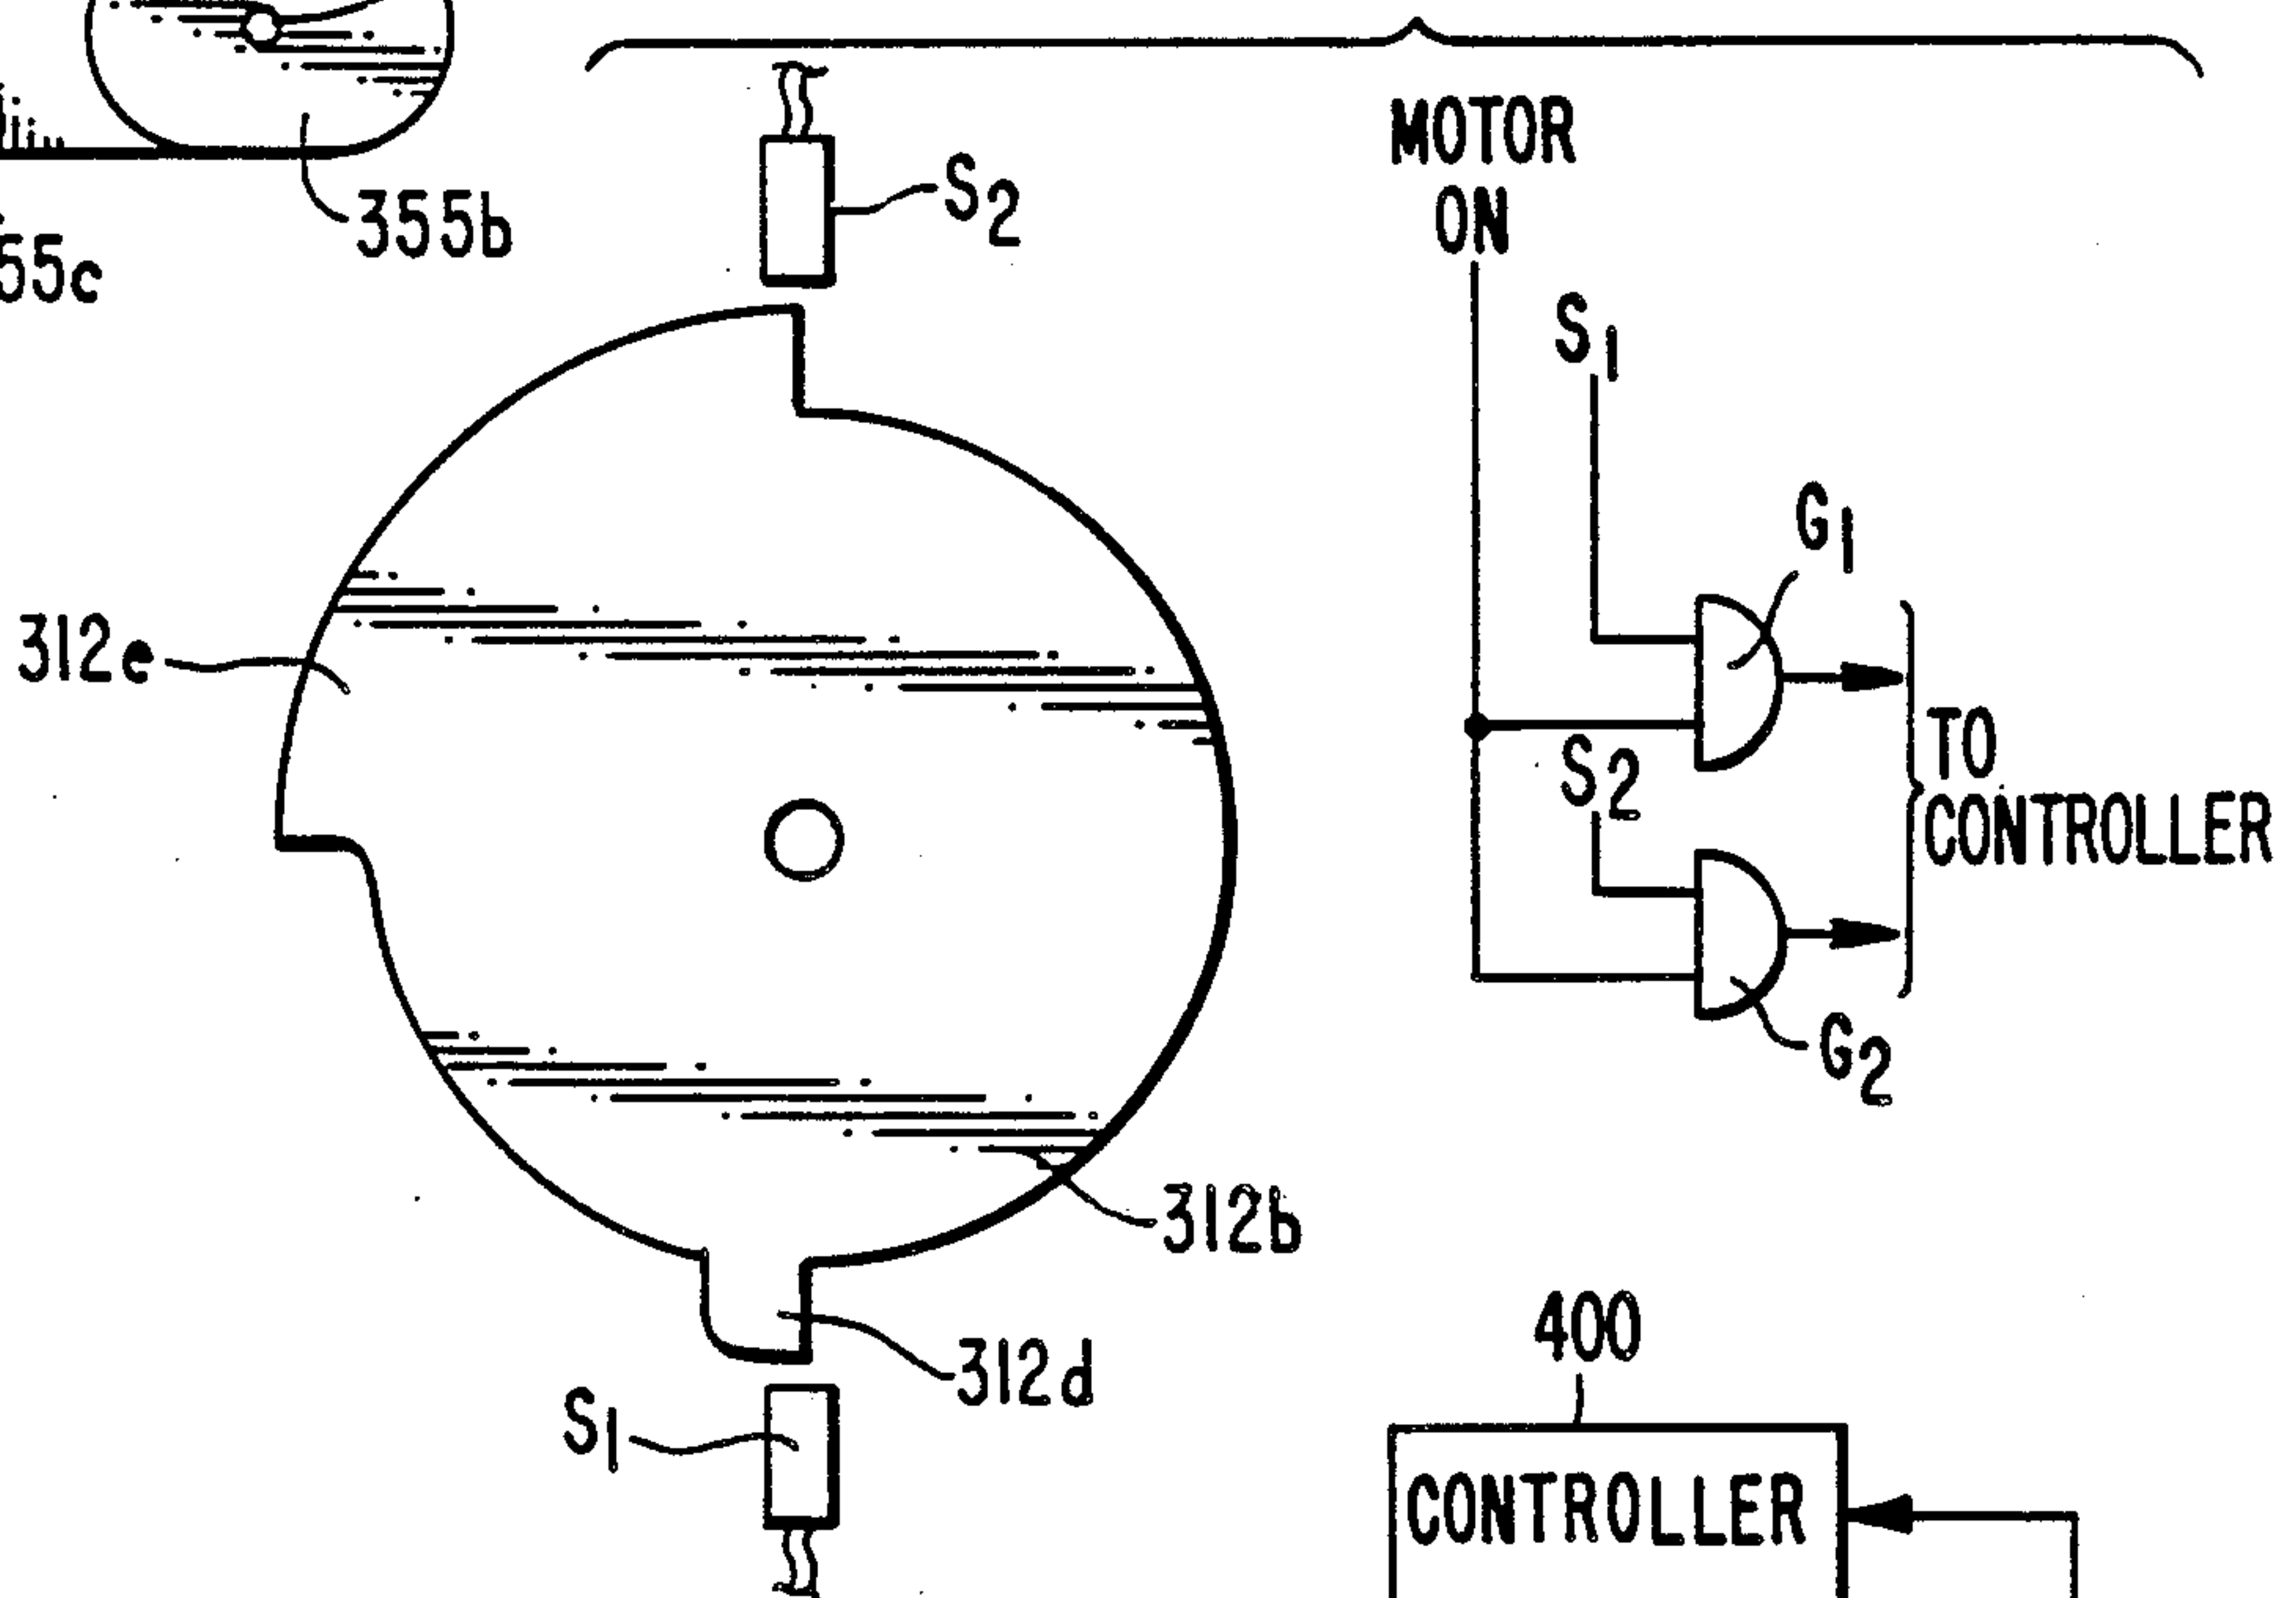 355b
55c
S2
MOTOR
ON
S1
G1
312e
TO
CONTROLLER
S2
G2
312b
312d
S1
400
CONTROLLER